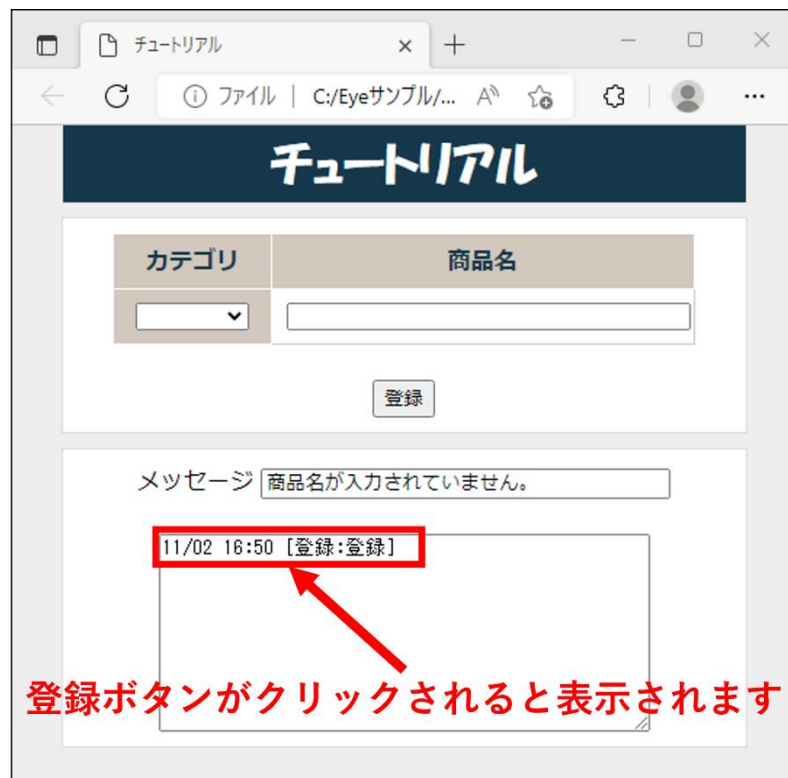 チュートリアル
ファイル | C:/Eyeサンプル/...
チュートリアル
カテゴリ 商品名
登録
メッセージ 商品名が入力されていません。
11/02 16:50 [登録:登録]
登録ボタンがクリックされると表示されます